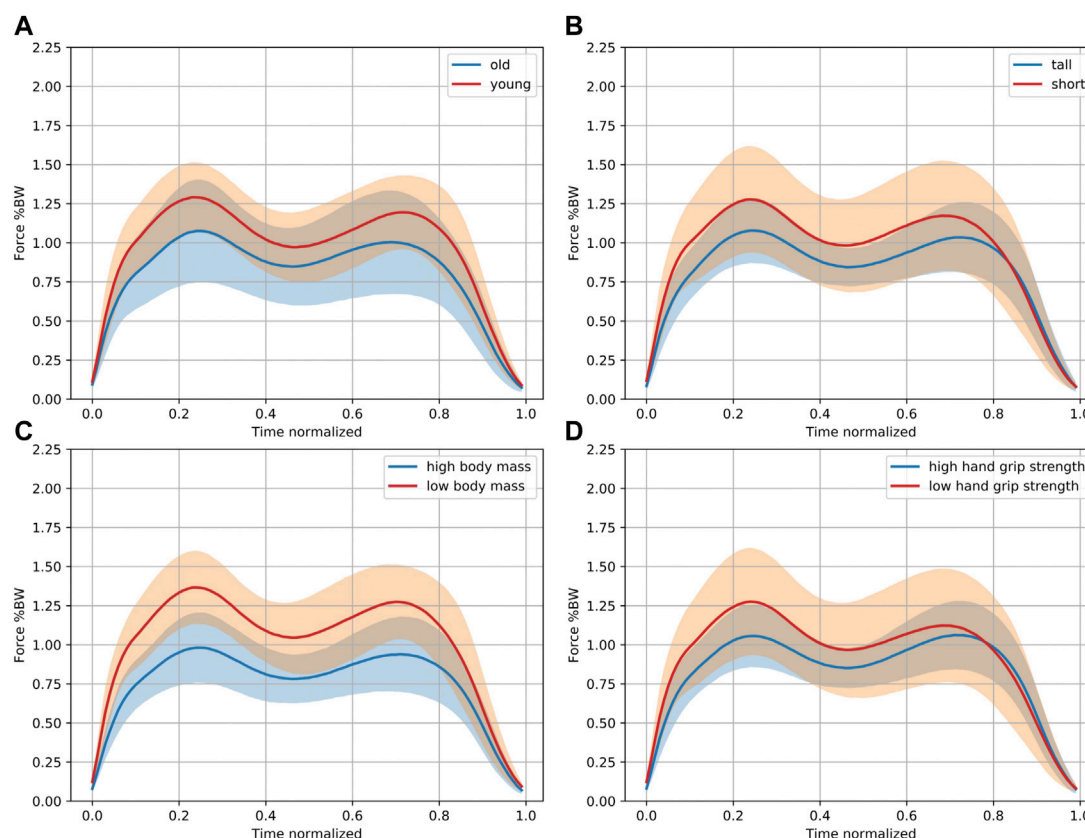 A
2.25
2.00
1.75
1.50
1.25
1.00
0.75
0.50
0.25
0.00
Force %BW
old
young
0.0 0.2 0.4 0.6 0.8 1.0
Time normalized
B
2.25
2.00
1.75
1.50
1.25
1.00
0.75
0.50
0.25
0.00
Force %BW
tall
short
0.0 0.2 0.4 0.6 0.8 1.0
Time normalized
C
2.25
2.00
1.75
1.50
1.25
1.00
0.75
0.50
0.25
0.00
Force %BW
high body mass
low body mass
0.0 0.2 0.4 0.6 0.8 1.0
Time normalized
D
2.25
2.00
1.75
1.50
1.25
1.00
0.75
0.50
0.25
0.00
Force %BW
high hand grip strength
low hand grip strength
0.0 0.2 0.4 0.6 0.8 1.0
Time normalized